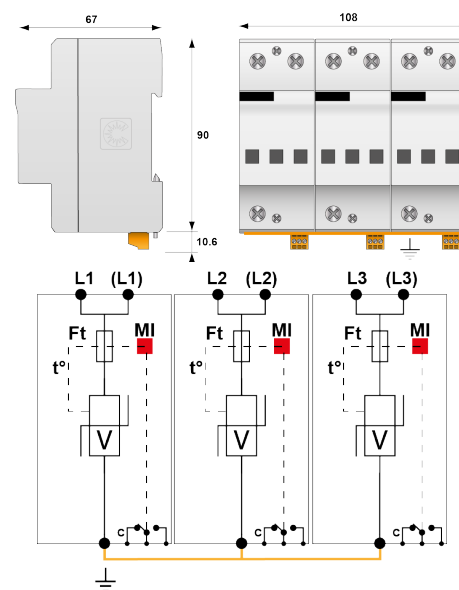 67
108
90
10.6
L1 (L1) L2 (L2) L3 (L3)
Ft MI Ft MI Ft MI
t° t° t°
V V V
C C C